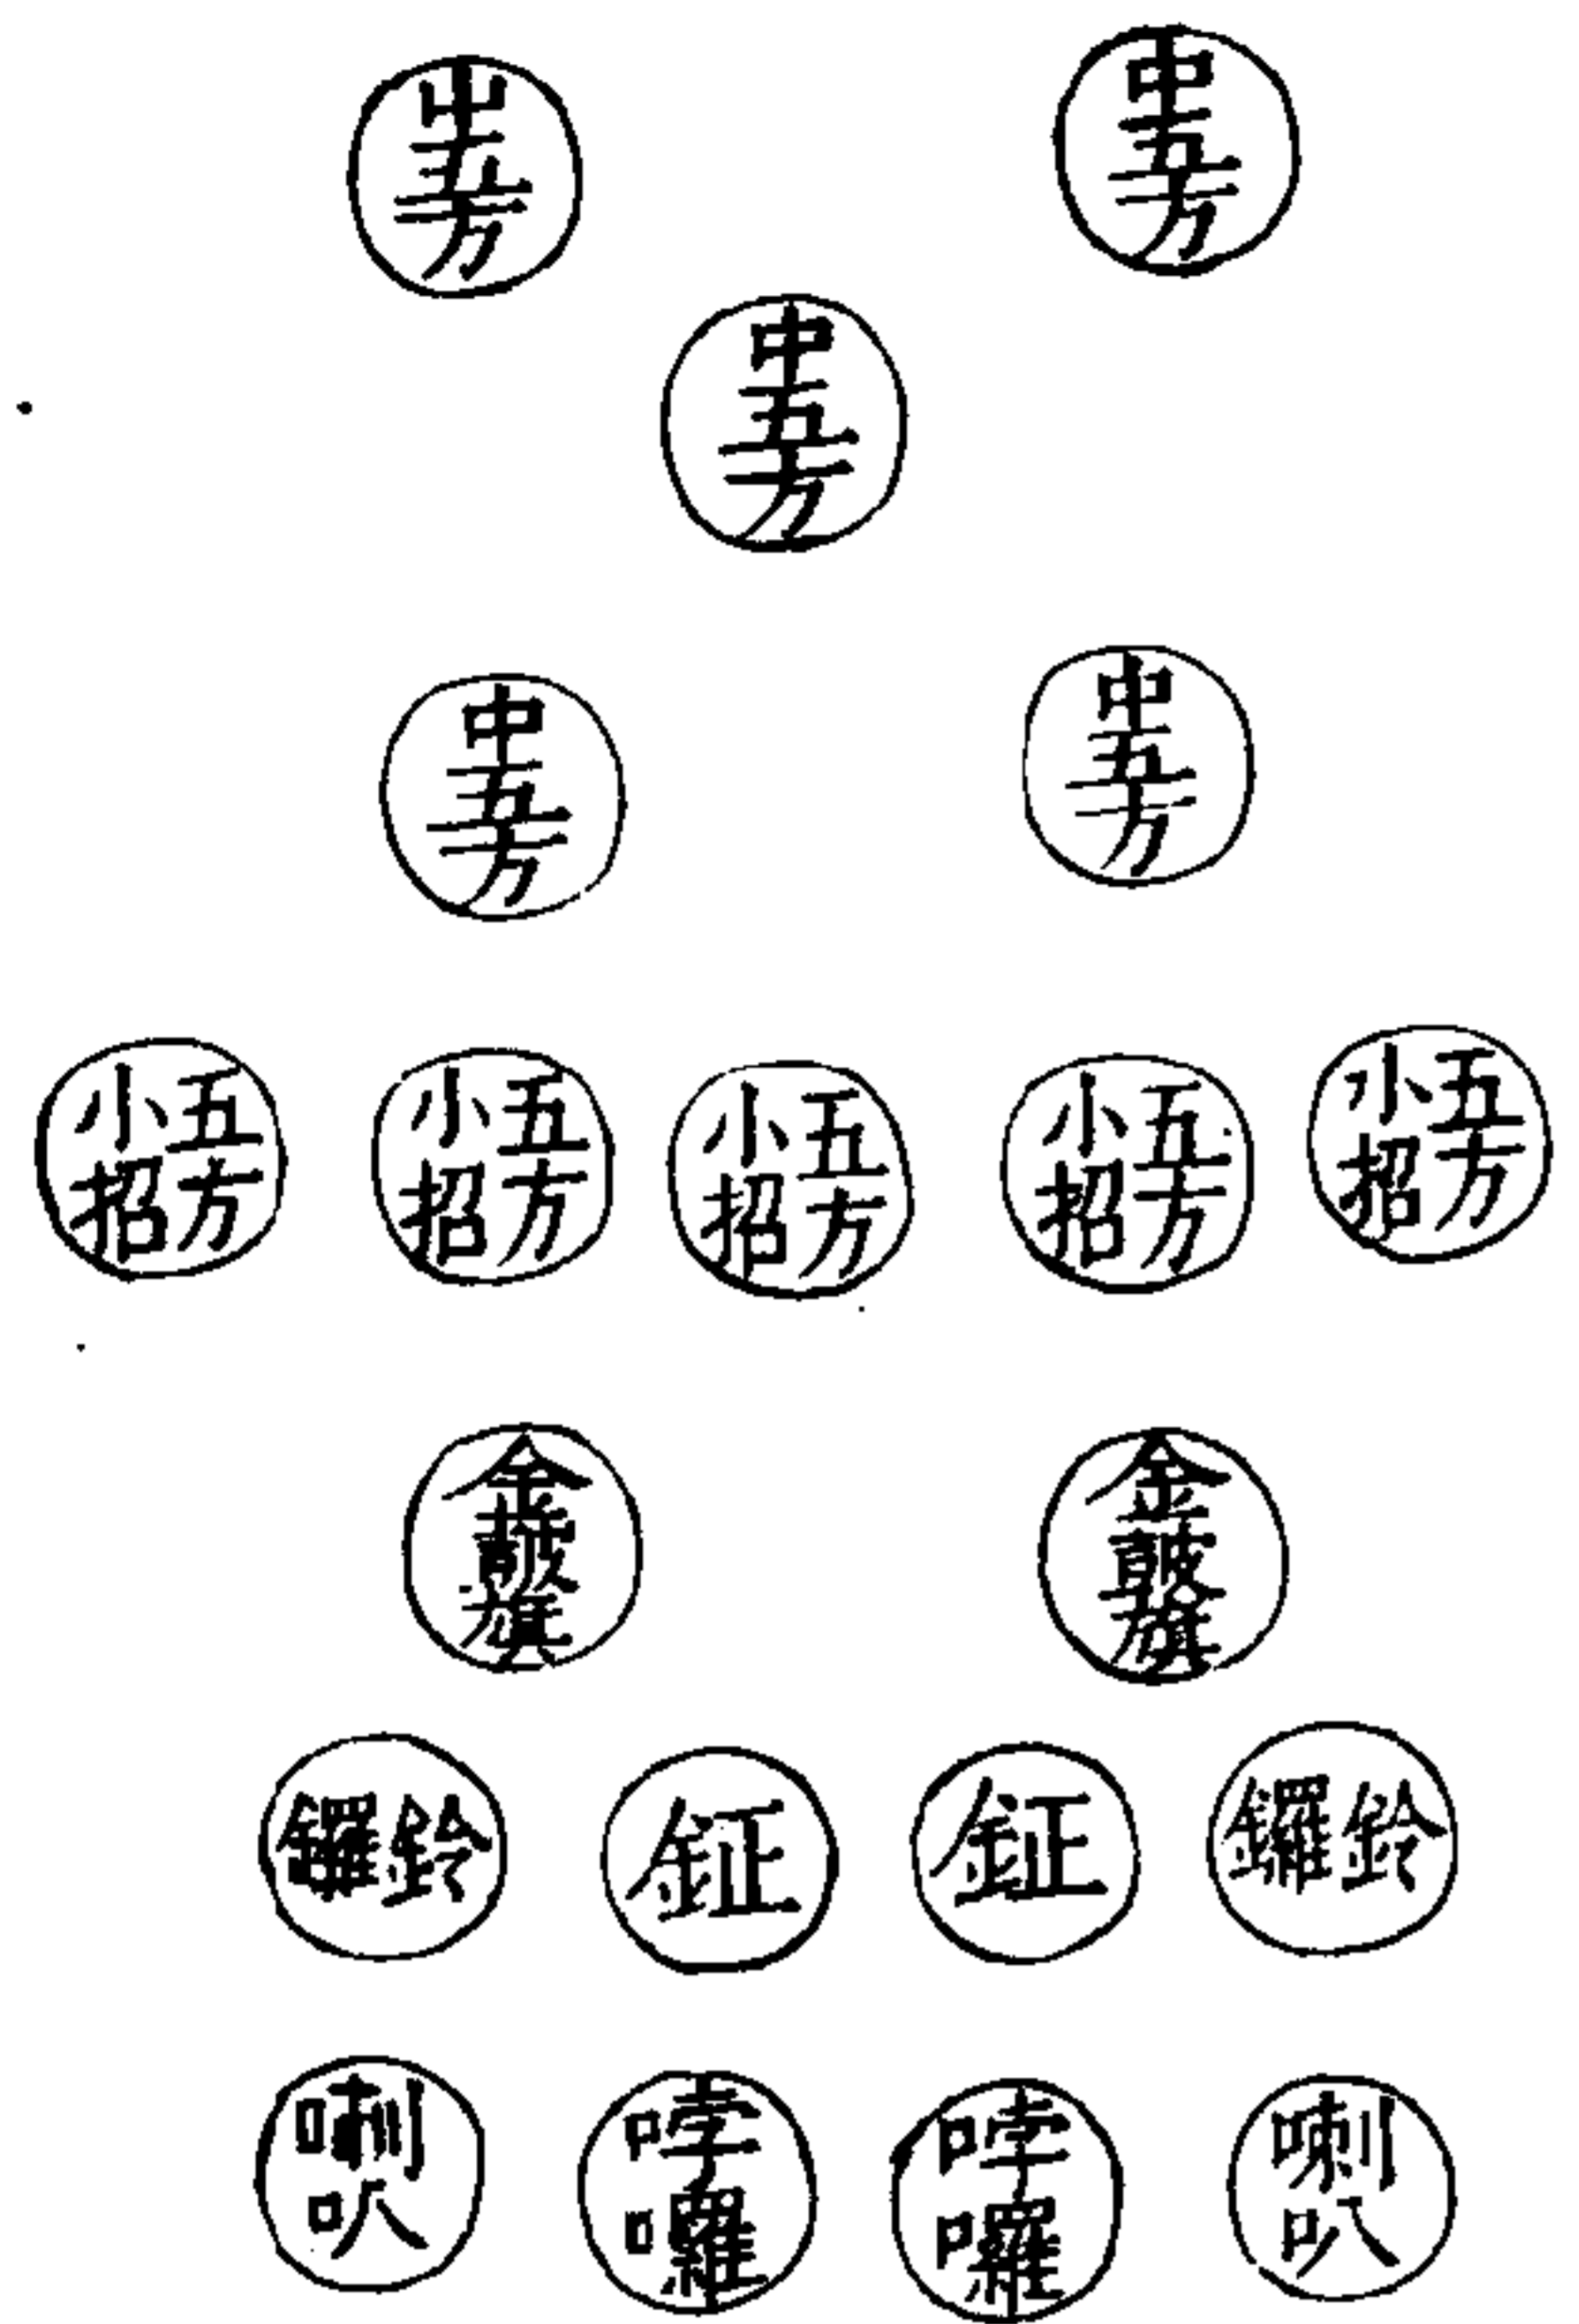 中五方
中五方
中五方
中五方
中五方
五方小招
五方小招
五方小招
五方小招
五方小招
金鼓旗
金鼓旗
鈴鑼
鉦
鉦
鈴鑼
喇叭
哱囉
哱囉
喇叭